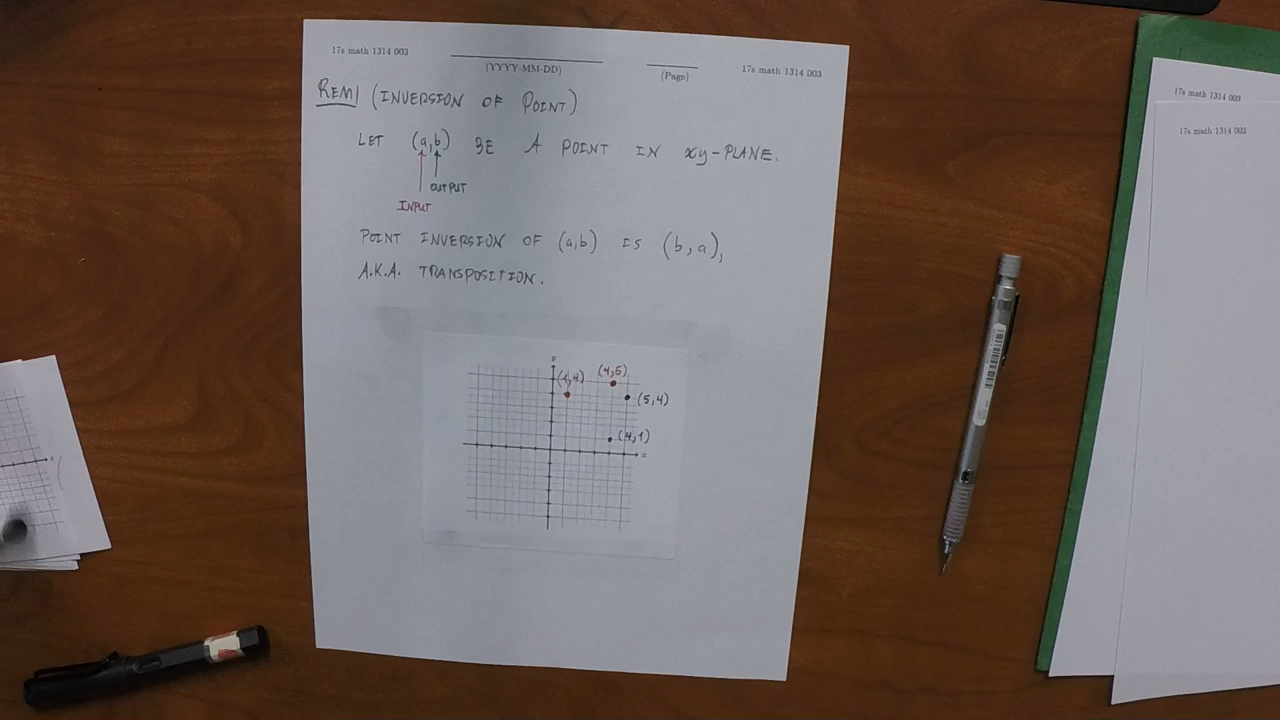 17s math 1314 003
(YYYY-MM-DD)
(Page)
17s math 1314 003
REM) (INVERSION OF POINT)
LET (a,b) BE A POINT IN xy-PLANE.
OUTPUT
INPUT
POINT INVERSION OF (a,b) IS (b,a),
A.K.A. TRANSPOSITION.
y
(1,4)
(4,5)
(5,4)
(4,1)
x
17s math 1314 003
17s math 1314 003